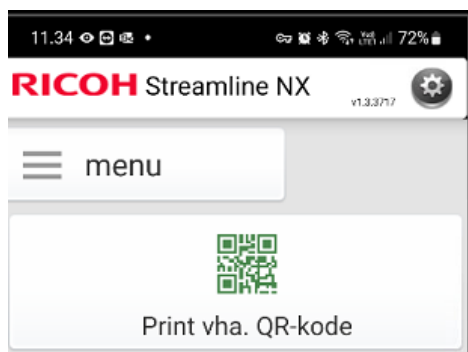 11.34 72%
RICOH Streamline NX
v1.3.3717
menu
Print vha. QR-kode